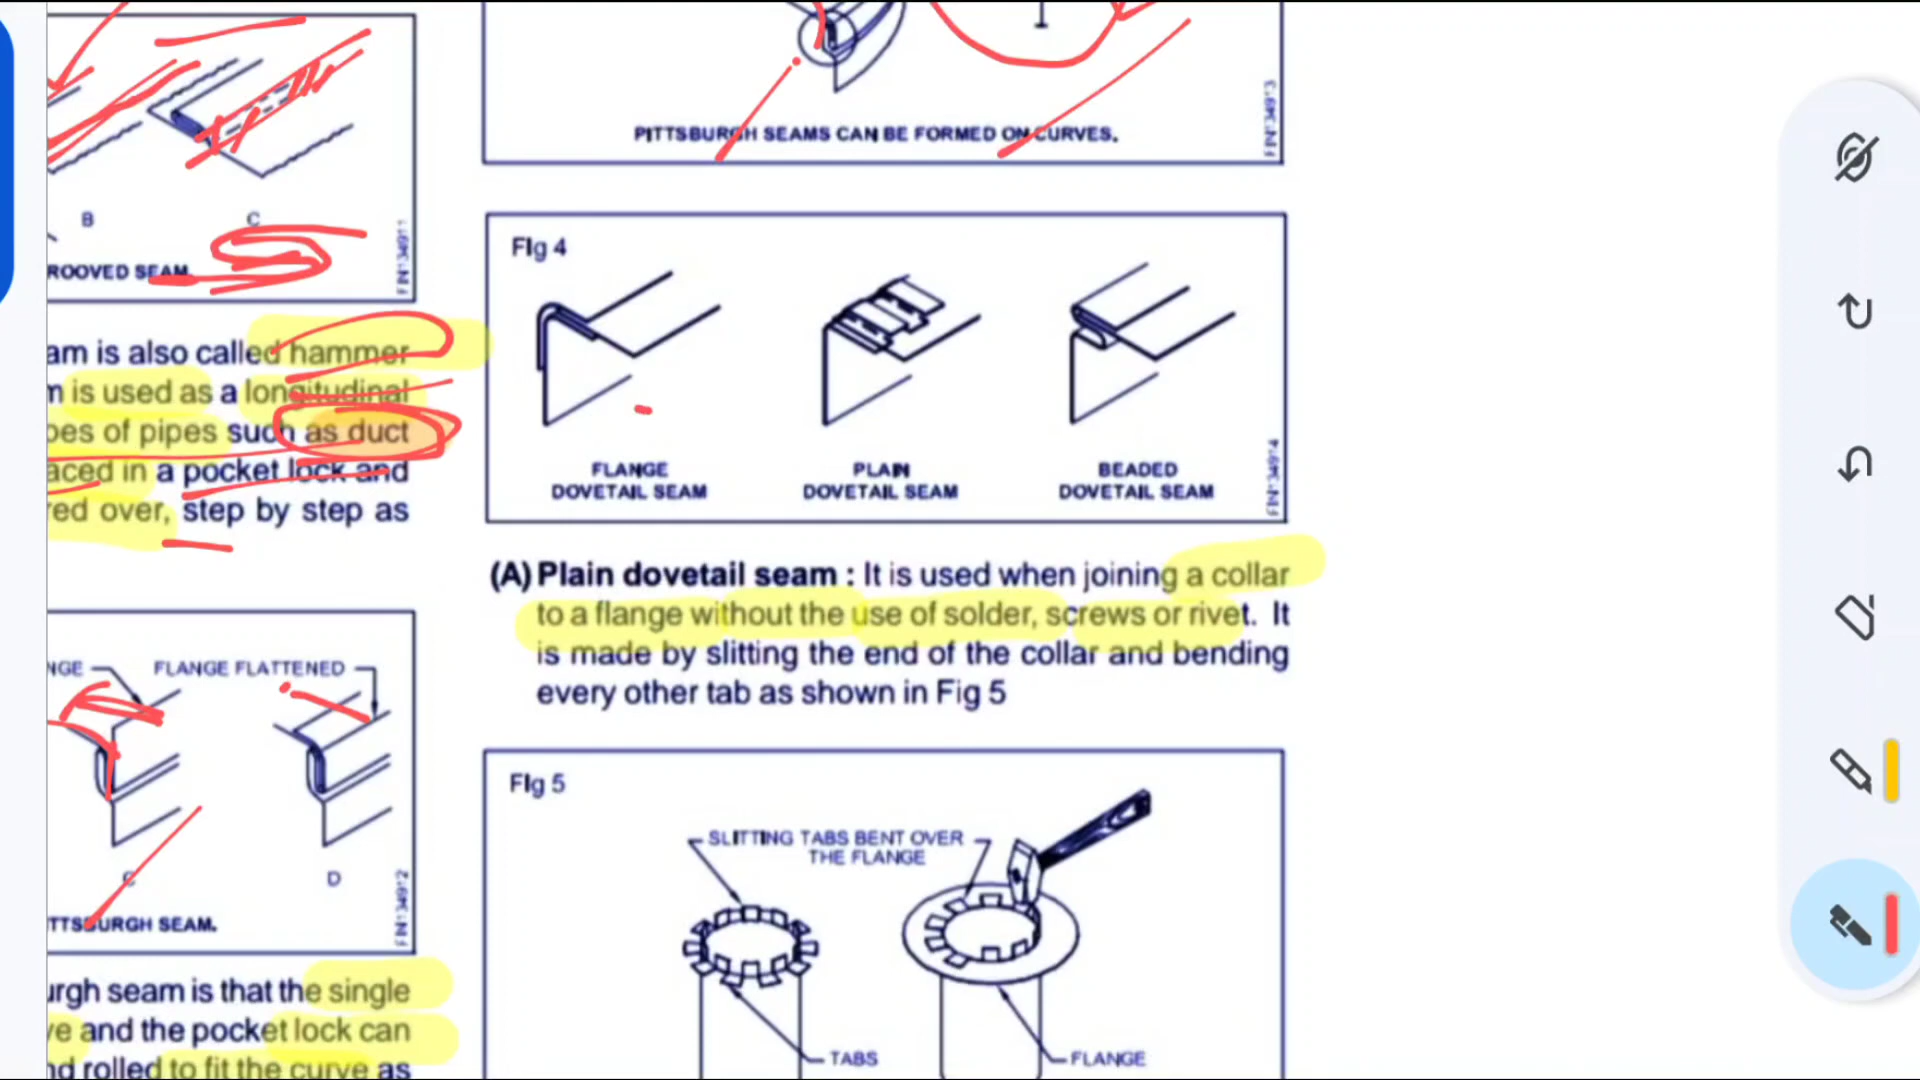 B
C
ROOVED SEAM.
am is also called hammer
is used as a longitudinal
pes of pipes such as duct
aced in a pocket lock and
red over, step by step as
NGE
FLANGE FLATTENED
C
D
TTSBURGH SEAM.
FIN134912
urgh seam is that the single
ve and the pocket lock can
nd rolled to fit the curve as
PITTSBURGH SEAMS CAN BE FORMED ON CURVES.
FIg 4
FLANGE
DOVETAIL SEAM
PLAIN
DOVETAIL SEAM
BEADED
DOVETAIL SEAM
(A) Plain dovetail seam : It is used when joining a collar
to a flange without the use of solder, screws or rivet. It
is made by slitting the end of the collar and bending
every other tab as shown in Fig 5
FIg 5
SLITTING TABS BENT OVER
THE FLANGE
TABS
FLANGE